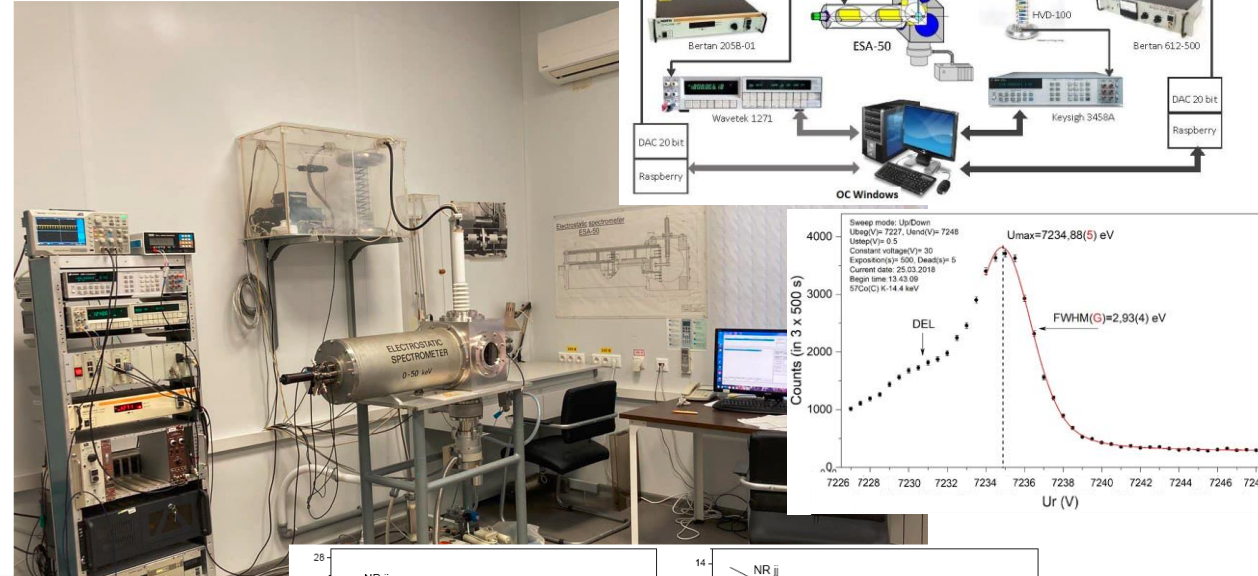 Bertan 205B-01
ESA-50
HVD-100
Bertan 612-500
Wavetek 1271
Keysigh 3458A
DAC 20 bit
Raspberry
DAC 20 bit
Raspberry
OC Windows
Electrostatic spectrometer
ESA-50
ELECTROSTATIC
SPECTROMETER
0-50 keV
Sweep mode: Up/Down
Ubeg(V)= 7227, Uend(V)= 7248
Ustep(V)= 0.5
Constant voltage(V)= 30
Exposition(s)= 500, Dead(s)= 5
Current date: 25.03.2018
Begin time:13.43.09
57Co(C) K-14.4 keV
Umax=7234,88(5) eV
FWHM(G)=2,93(4) eV
DEL
Counts (in 3 x 500 s)
4000
3000
2000
1000
0
7226 7228 7230 7232 7234 7236 7238 7240 7242 7244 7246
Ur (V)
28
14
NR jj